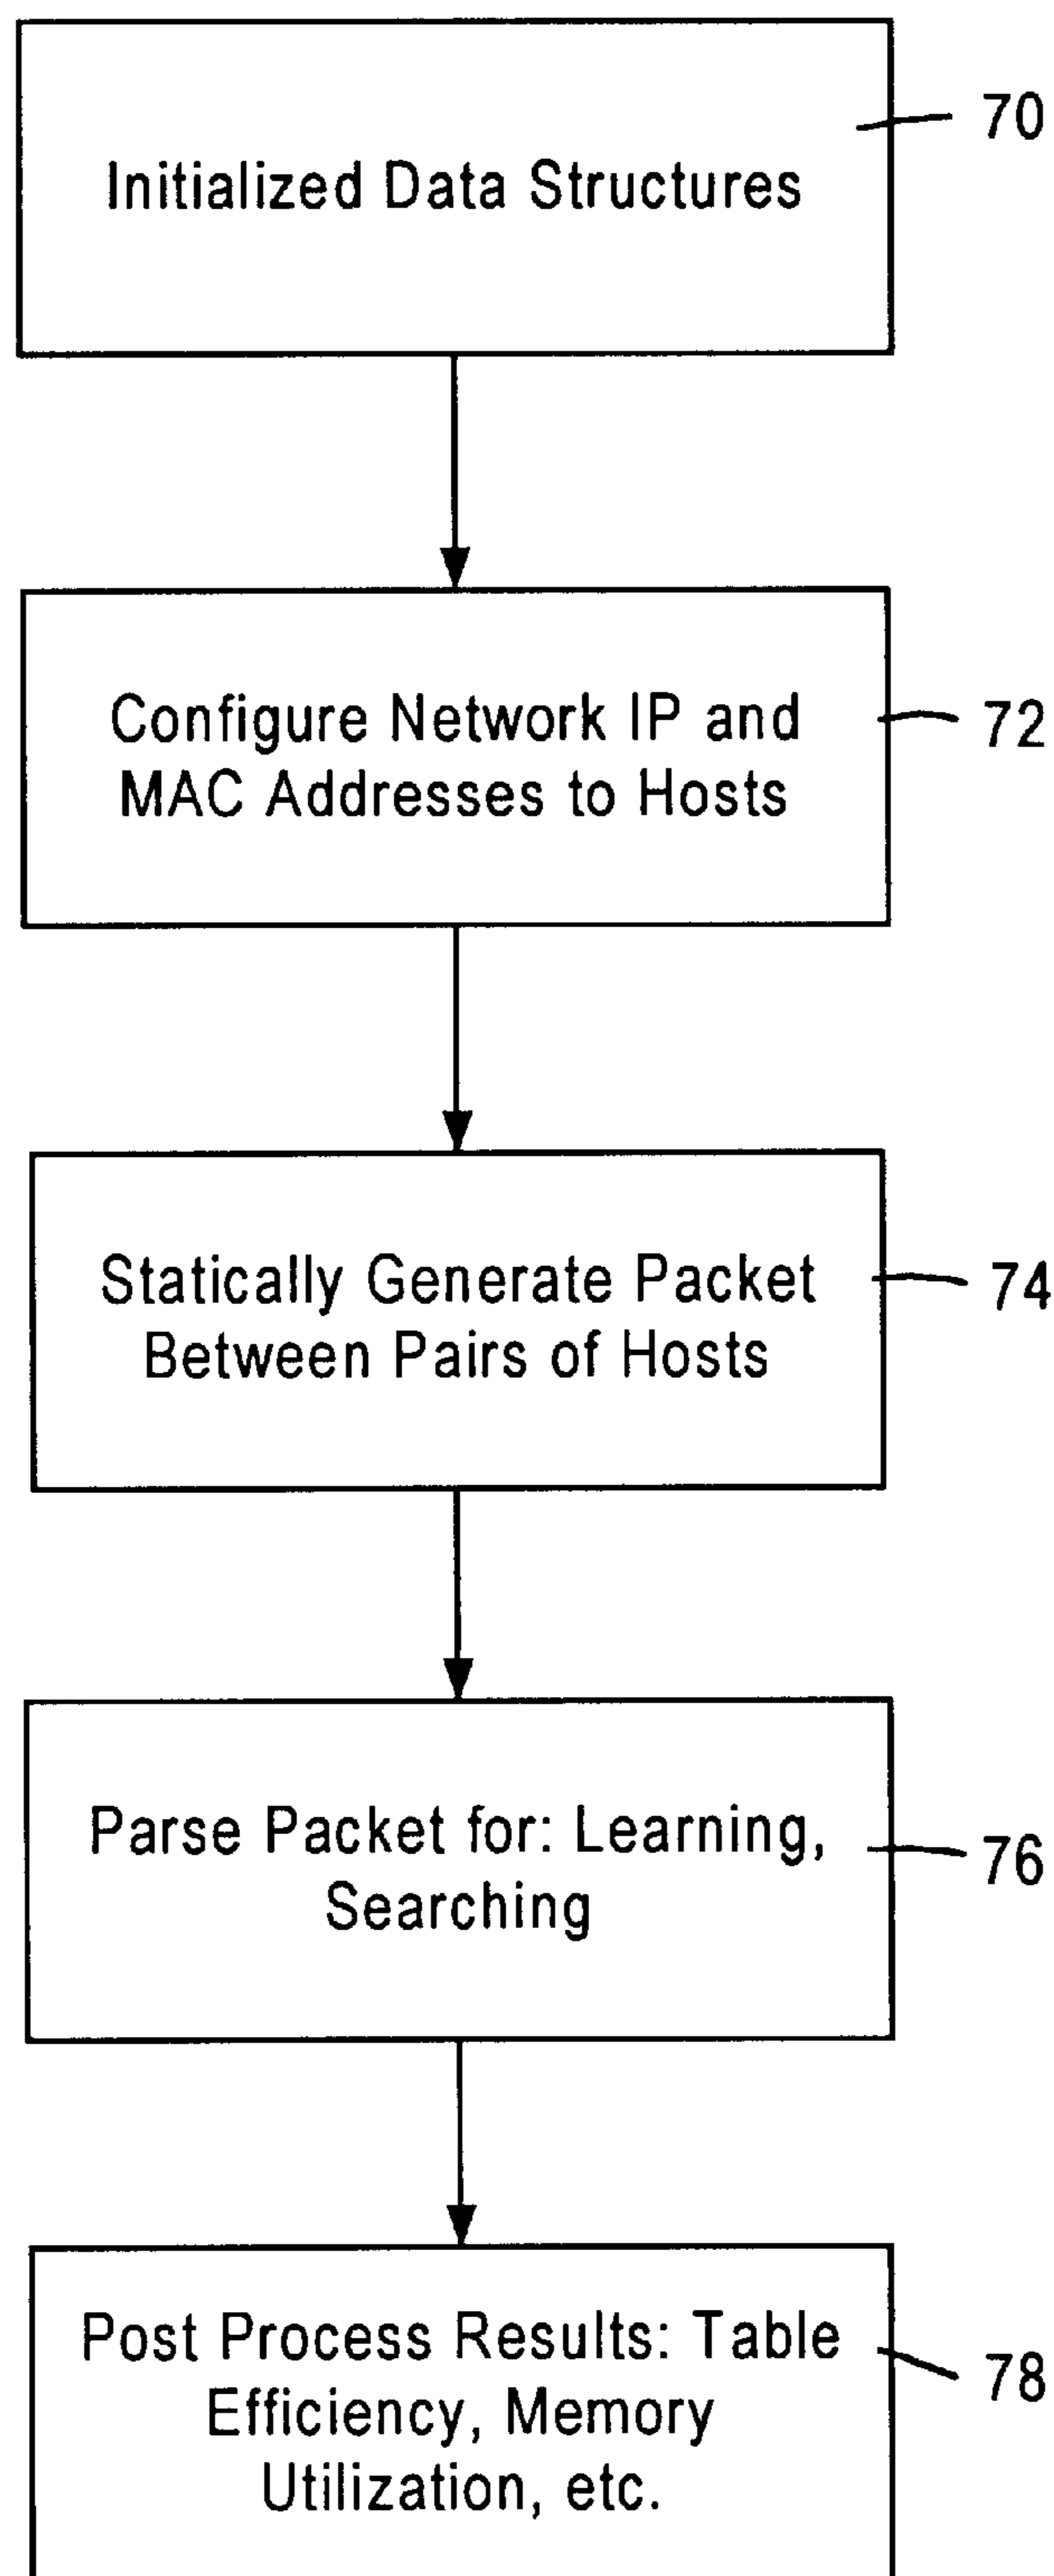 Initialized Data Structures
70
Configure Network IP and
MAC Addresses to Hosts
72
Statically Generate Packet
Between Pairs of Hosts
74
Parse Packet for: Learning,
Searching
76
Post Process Results: Table
Efficiency, Memory
Utilization, etc.
78